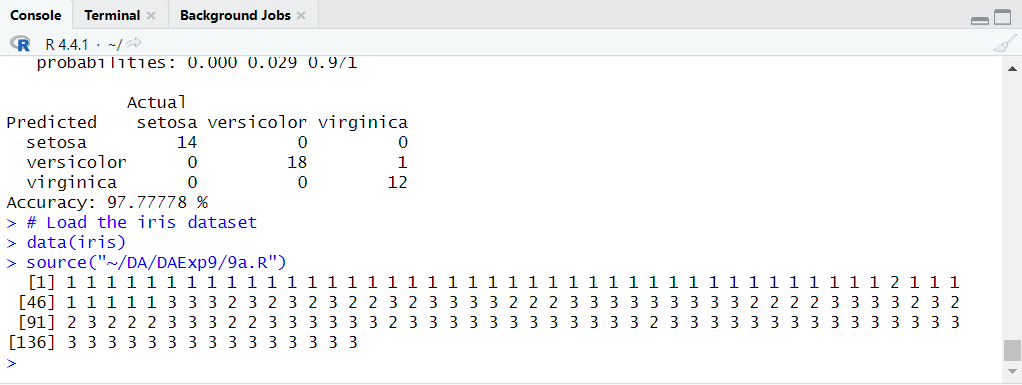 Console Terminal Background Jobs
R R 4.4.1 · ~/
probabilities: 0.000 0.029 0.971
Actual
Predicted setosa versicolor virginica
setosa 14 0 0
versicolor 0 18 1
virginica 0 0 12
Accuracy: 97.77778 %
> # Load the iris dataset
> data(iris)
> source("~/DA/DAExp9/9a.R")
[1] 1 1 1 1 1 1 1 1 1 1 1 1 1 1 1 1 1 1 1 1 1 1 1 1 1 1 1 1 1 1 1 1 1 1 1 1 1 1 1 1 1 2 1 1 1
[46] 1 1 1 1 1 3 3 3 2 3 2 3 2 3 2 2 3 2 3 3 3 3 2 2 2 3 3 3 3 3 3 3 3 3 2 2 2 2 3 3 3 3 2 3 2
[91] 2 3 2 2 2 3 3 3 2 2 3 3 3 3 3 3 2 3 3 3 3 3 3 3 3 3 3 3 3 2 3 3 3 3 3 3 3 3 3 3 3 3 3 3 3
[136] 3 3 3 3 3 3 3 3 3 3 3 3 3 3 3
>